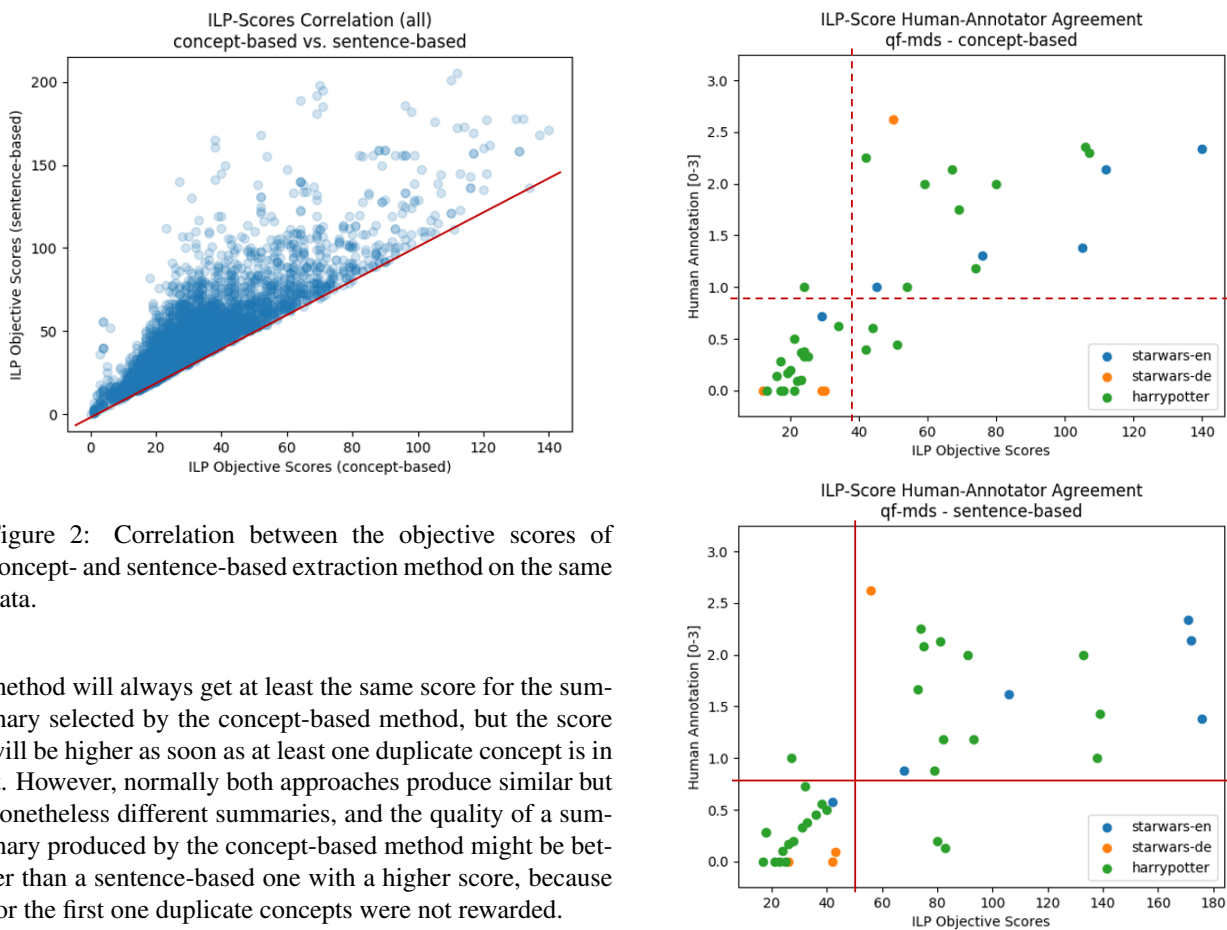 ILP-Scores Correlation (all)
concept-based vs. sentence-based
200
150
100
50
0
ILP Objective Scores (sentence-based)
0 20 40 60 80 100 120 140
ILP Objective Scores (concept-based)
igure 2: Correlation between the objective scores of
oncept- and sentence-based extraction method on the same
ata.
nethod will always get at least the same score for the sum-
nary selected by the concept-based method, but the score
vill be higher as soon as at least one duplicate concept is in
t. However, normally both approaches produce similar but
onetheless different summaries, and the quality of a sum-
nary produced by the concept-based method might be bet-
er than a sentence-based one with a higher score, because
or the first one duplicate concepts were not rewarded.
ILP-Score Human-Annotator Agreement
qf-mds - concept-based
3.0
2.5
2.0
1.5
1.0
0.5
0.0
Human Annotation [0-3]
starwars-en
starwars-de
harrypotter
20 40 60 80 100 120 140
ILP Objective Scores
ILP-Score Human-Annotator Agreement
qf-mds - sentence-based
3.0
2.5
2.0
1.5
1.0
0.5
0.0
Human Annotation [0-3]
starwars-en
starwars-de
harrypotter
20 40 60 80 100 120 140 160 180
ILP Objective Scores